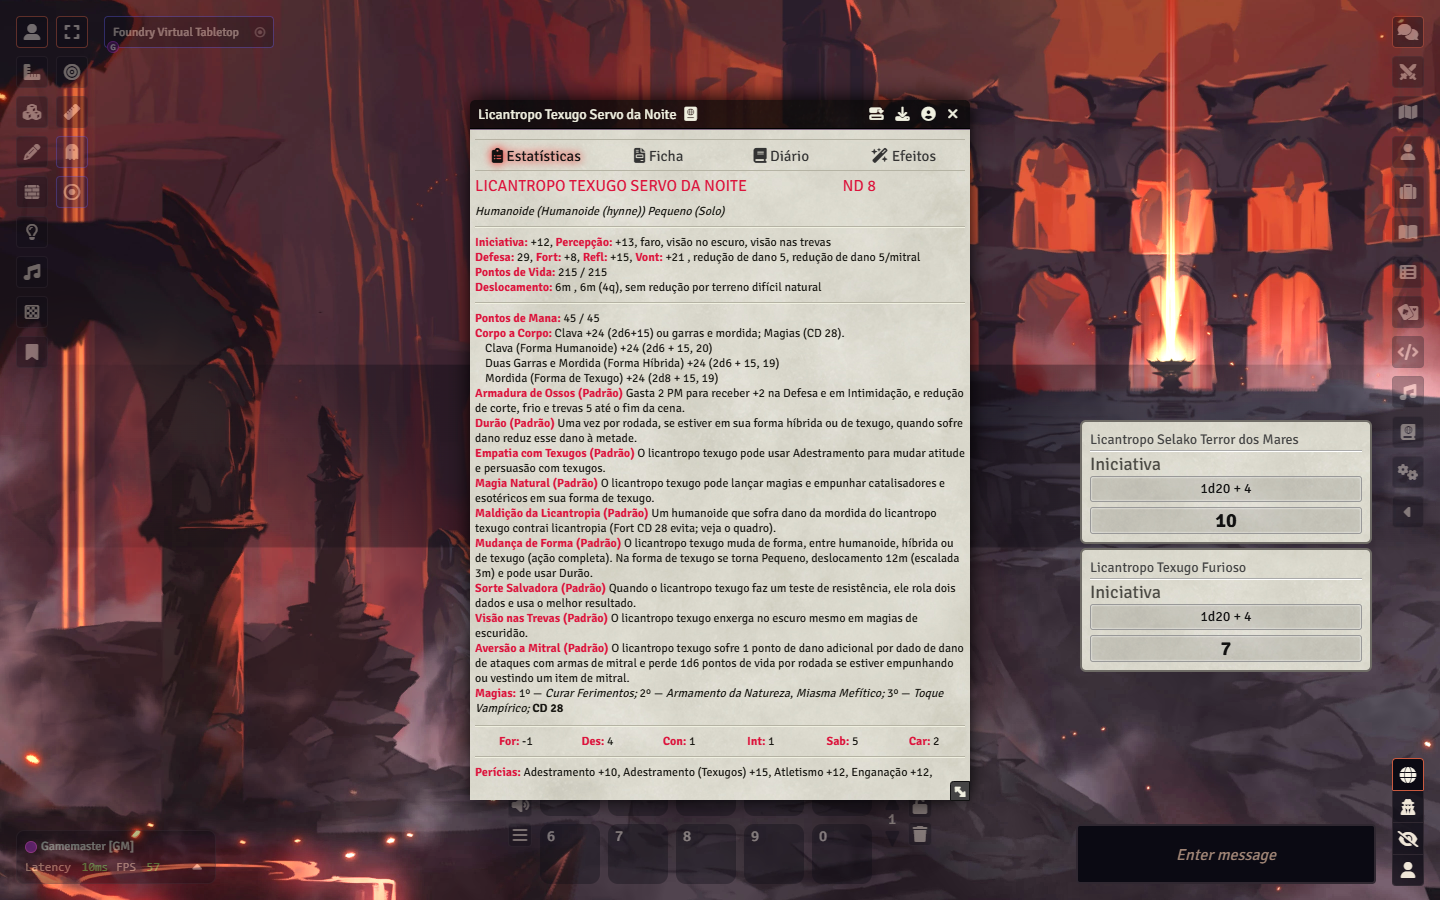 Foundry Virtual Tabletop
G
Licantropo Texugo Servo da Noite
Estatísticas
Ficha
Diário
Efeitos
LICANTROPO TEXUGO SERVO DA NOITE
ND 8
Humanoide (Humanoide (hynne)) Pequeno (Solo)
Iniciativa: +12, Percepção: +13, faro, visão no escuro, visão nas trevas
Defesa: 29, Fort: +8, Refl: +15, Vont: +21 , redução de dano 5, redução de dano 5/mitral
Pontos de Vida: 215 / 215
Deslocamento: 6m , 6m (4q), sem redução por terreno difícil natural
Pontos de Mana: 45 / 45
Corpo a Corpo: Clava +24 (2d6+15) ou garras e mordida; Magias (CD 28).
Clava (Forma Humanoide) +24 (2d6 + 15, 20)
Duas Garras e Mordida (Forma Híbrida) +24 (2d6 + 15, 19)
Mordida (Forma de Texugo) +24 (2d8 + 15, 19)
Armadura de Ossos (Padrão) Gasta 2 PM para receber +2 na Defesa e em Intimidação, e redução
de corte, frio e trevas 5 até o fim da cena.
Durão (Padrão) Uma vez por rodada, se estiver em sua forma híbrida ou de texugo, quando sofre
dano reduz esse dano à metade.
Empatia com Texugos (Padrão) O licantropo texugo pode usar Adestramento para mudar atitude
e persuasão com texugos.
Magia Natural (Padrão) O licantropo texugo pode lançar magias e empunhar catalisadores e
esotéricos em sua forma de texugo.
Maldição da Licantropia (Padrão) Um humanoide que sofra dano da mordida do licantropo
texugo contrai licantropia (Fort CD 28 evita; veja o quadro).
Mudança de Forma (Padrão) O licantropo texugo muda de forma, entre humanoide, híbrida ou
de texugo (ação completa). Na forma de texugo se torna Pequeno, deslocamento 12m (escalada
3m) e pode usar Durão.
Sorte Salvadora (Padrão) Quando o licantropo texugo faz um teste de resistência, ele rola dois
dados e usa o melhor resultado.
Visão nas Trevas (Padrão) O licantropo texugo enxerga no escuro mesmo em magias de
escuridão.
Aversão a Mitral (Padrão) O licantropo texugo sofre 1 ponto de dano adicional por dado de dano
de ataques com armas de mitral e perde 1d6 pontos de vida por rodada se estiver empunhando
ou vestindo um item de mitral.
Magias: 1º — Curar Ferimentos; 2º — Armamento da Natureza, Miasma Mefítico; 3º — Toque
Vampírico; CD 28
For: -1
Des: 4
Con: 1
Int: 1
Sab: 5
Car: 2
Perícias: Adestramento +10, Adestramento (Texugos) +15, Atletismo +12, Enganação +12,
Licantropo Selako Terror dos Mares
Iniciativa
1d20 + 4
10
Licantropo Texugo Furioso
Iniciativa
1d20 + 4
7
6
7
8
9
0
1
Gamemaster [GM]
Latency 10ms FPS 57
Enter message